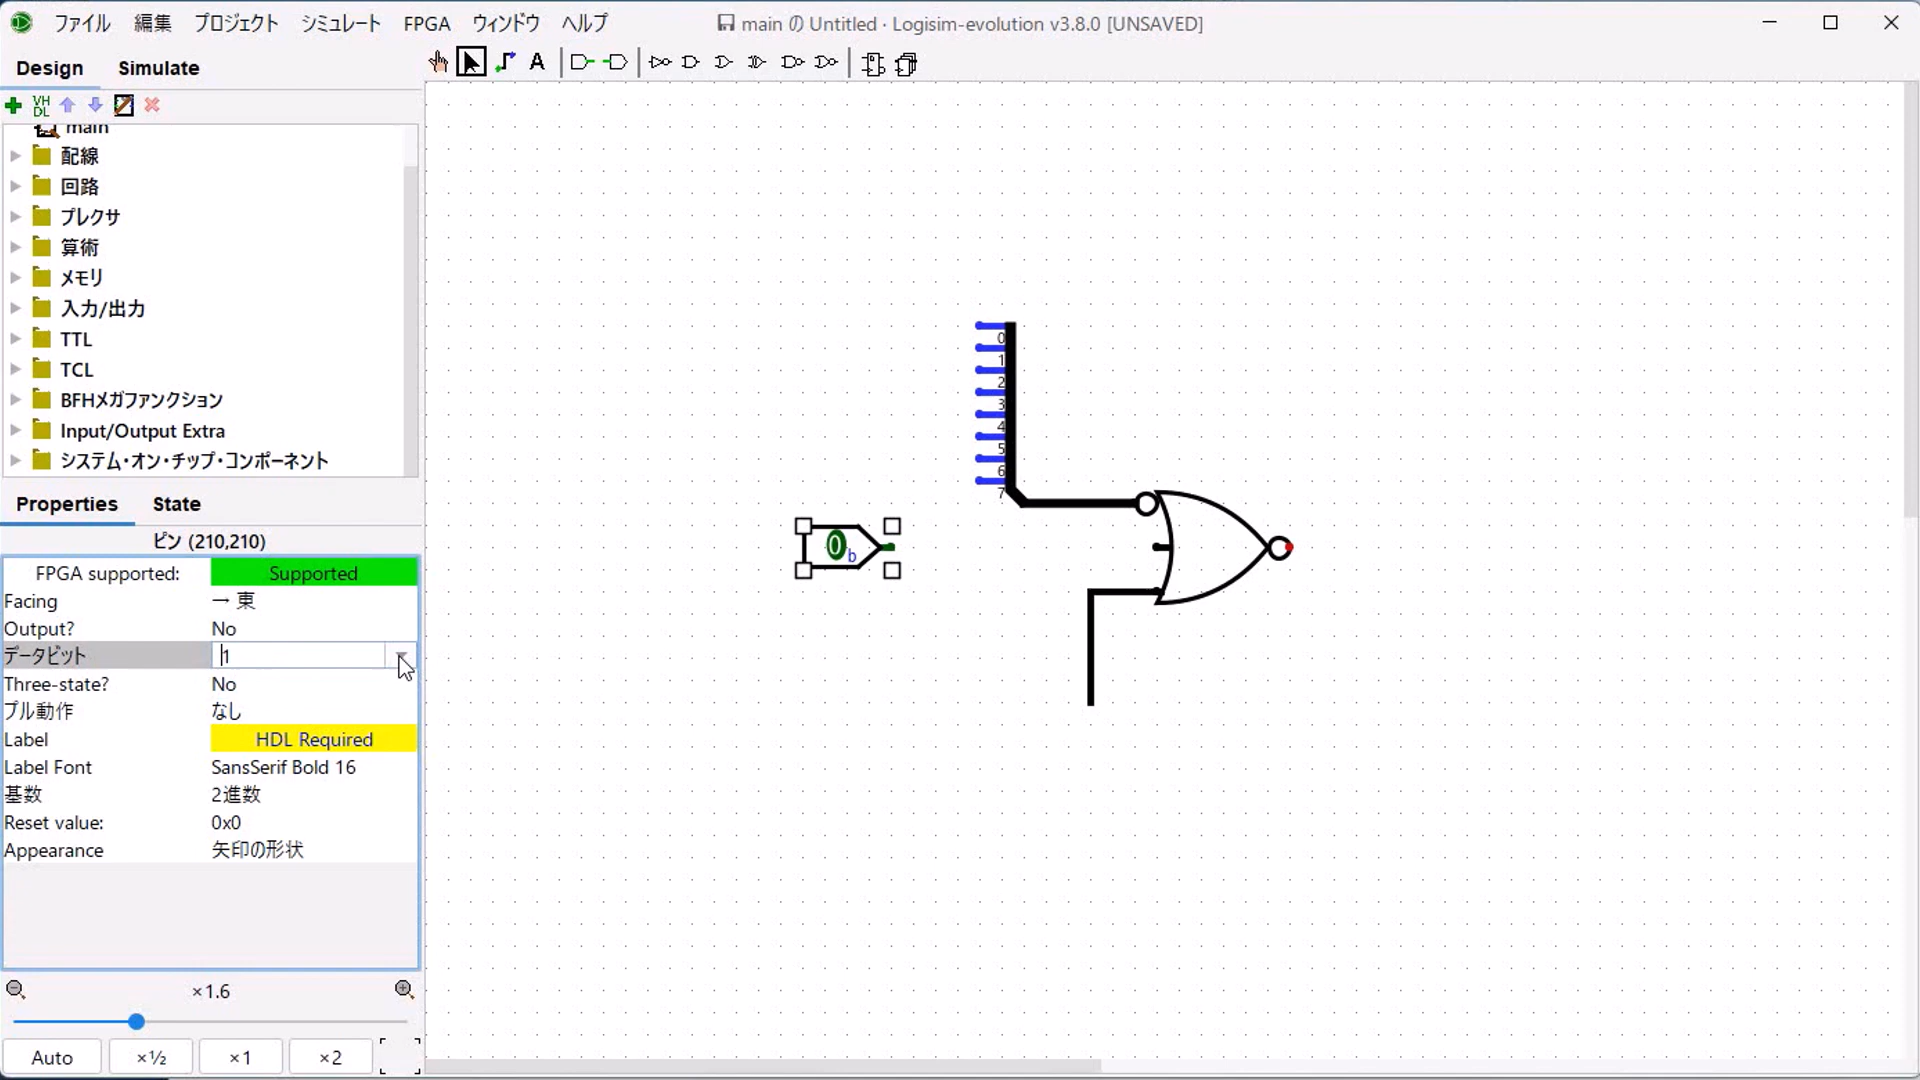 ファイル 編集 プロジェクト シミュレート FPGA ウィンドウ ヘルプ main の Untitled · Logisim-evolution v3.8.0 [UNSAVED]
Design Simulate
A
VH
DL
main
配線
回路
プレクサ
算術
メモリ
入力/出力
TTL
TCL
BFHメガファンクション
Input/Output Extra
システム・オン・チップ・コンポーネント
Properties State
ピン (210,210)
FPGA supported: Supported
Facing → 東
Output? No
データビット 1
Three-state? No
プル動作 なし
Label HDL Required
Label Font SansSerif Bold 16
基数 2進数
Reset value: 0x0
Appearance 矢印の形状
×1.6
Auto ×½ ×1 ×2
0
1
2
3
4
5
6
7
0b